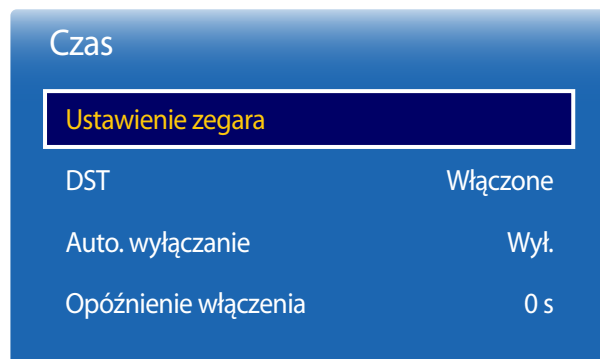 Czas
Ustawienie zegara
DST Włączone
Auto. wyłączanie Wył.
Opóźnienie włączenia 0 s